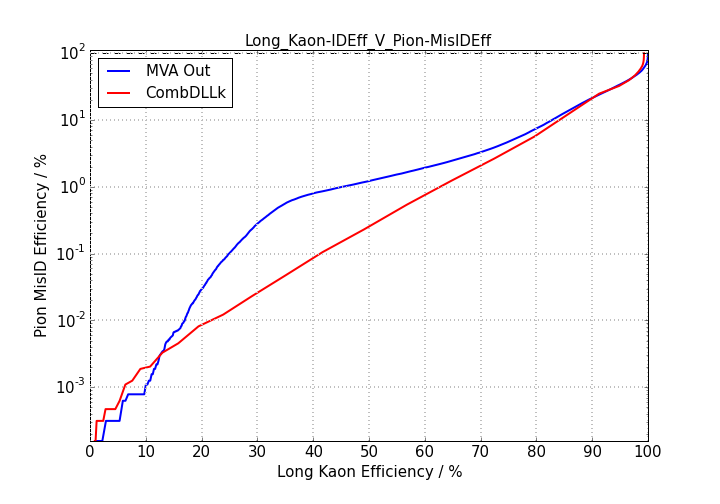 Long_Kaon-IDEff_V_Pion-MisIDEff
MVA Out
CombDLLk
10^2
10^1
10^0
10^-1
10^-2
10^-3
Pion MisID Efficiency / %
0 10 20 30 40 50 60 70 80 90 100
Long Kaon Efficiency / %